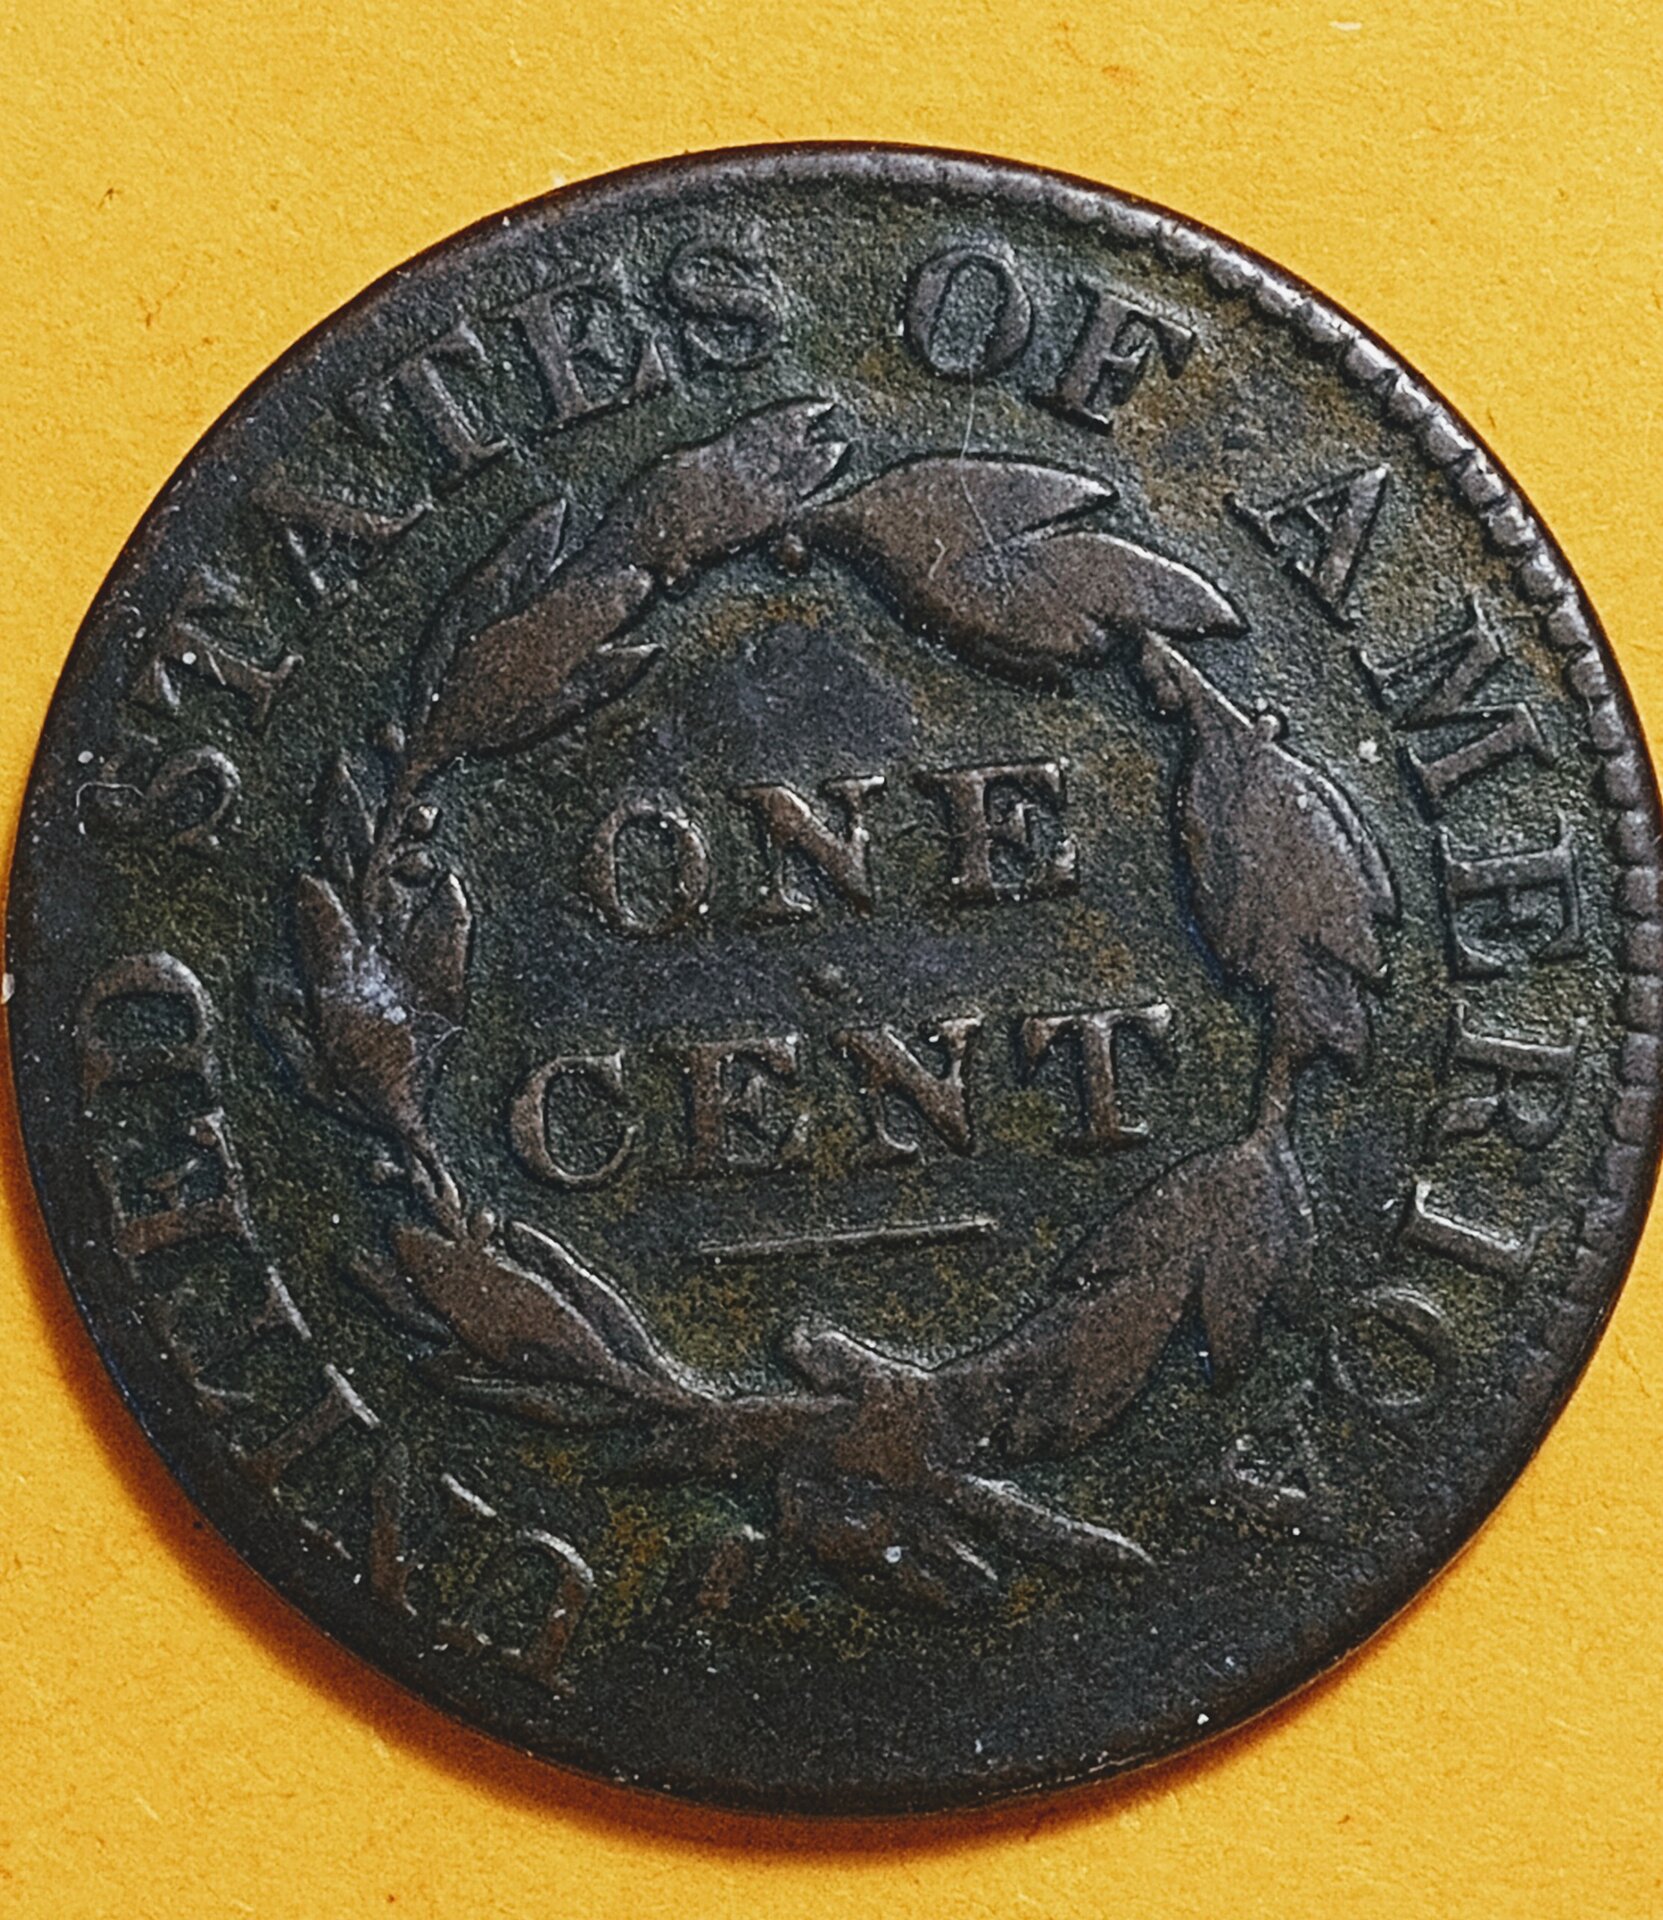 UNITED STATES OF AMERICA
ONE
CENT